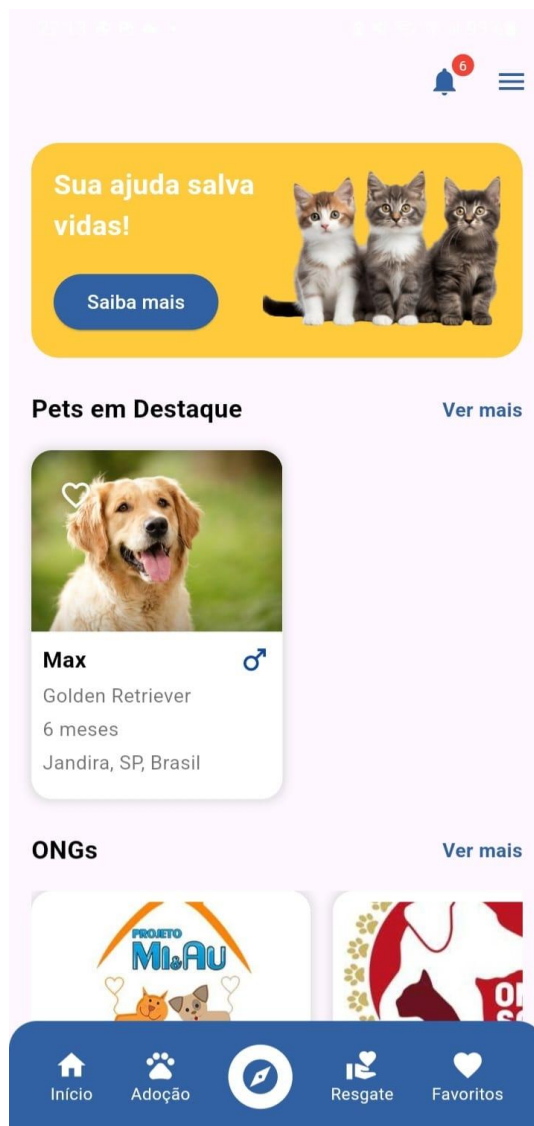 6
Sua ajuda salva
vidas!
Saiba mais
Pets em Destaque
Ver mais
Max
Golden Retriever
6 meses
Jandira, SP, Brasil
ONGs
Ver mais
PROJETO
MI&AU
Início
Adoção
Resgate
Favoritos